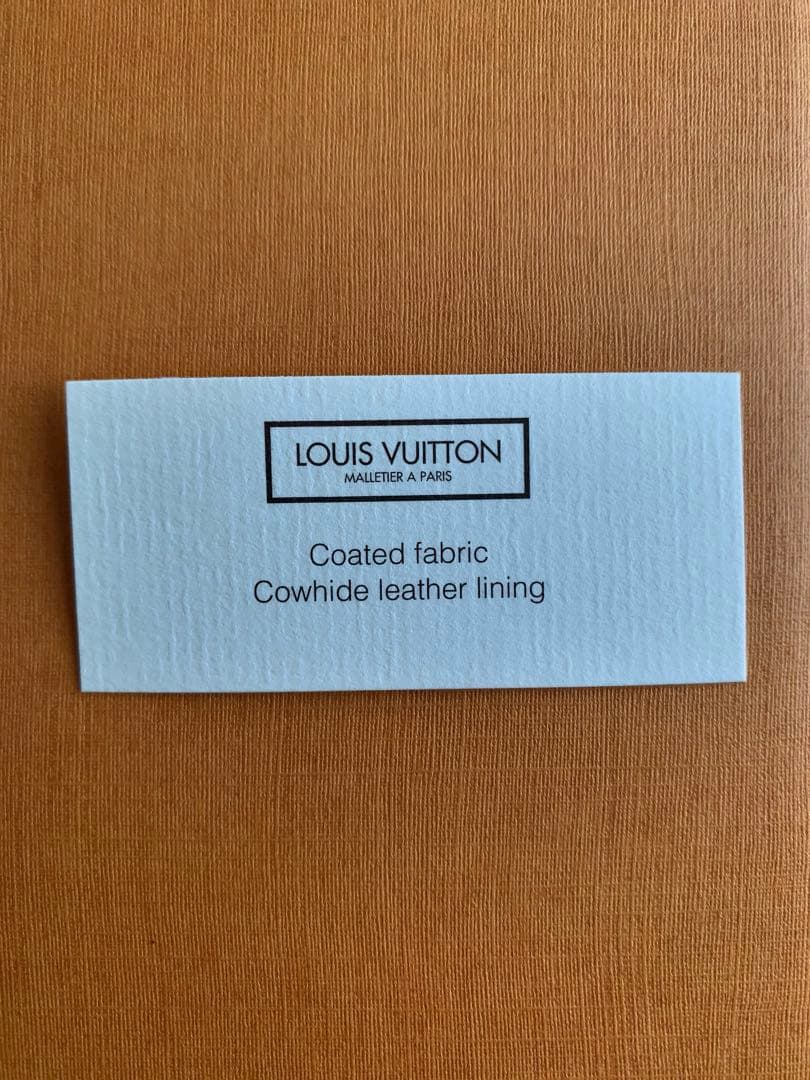 LOUIS VUITTON
MALLETIER A PARIS
Coated fabric
Cowhide leather lining